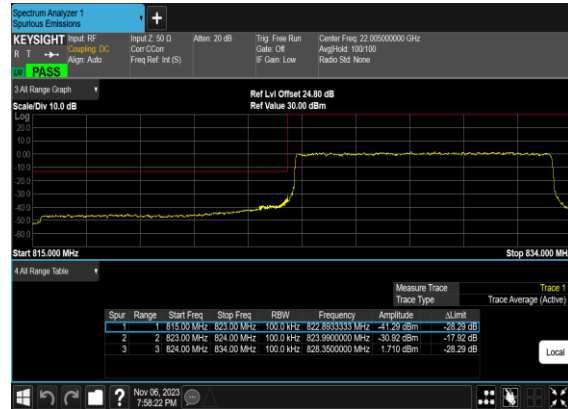 Spectrum Analyzer 1
Spurious Emissions
+
KEYSIGHT Input: RF Input Z: 50 Ω Atten: 20 dB Trig: Free Run Center Freq: 22.005000000 GHz
R T Coupling: DC Corr CCorr Gate: Off Avg|Hold: 100/100
Align: Auto Freq Ref: Int (S) IF Gain: Low Radio Std: None
LW PASS
3 All Range Graph
Ref Lvl Offset 24.80 dB
Scale/Div 10.0 dB Ref Value 30.00 dBm
Log
20.0
10.0
0.00
-10.0
-20.0
-30.0
-40.0
-50.0
-60.0
Start 815.000 MHz Stop 834.000 MH
4 All Range Table
Measure Trace Trace 1
Trace Type Trace Average (Active)
Spur Range Start Freq Stop Freq RBW Frequency Amplitude ΔLimit
1 1 815.00 MHz 823.00 MHz 100.0 kHz 822.8933333 MHz -41.29 dBm -28.29 dB
2 2 823.00 MHz 824.00 MHz 100.0 kHz 823.9900000 MHz -30.92 dBm -17.92 dB
3 3 824.00 MHz 834.00 MHz 100.0 kHz 828.3500000 MHz 1.710 dBm -28.29 dB
Local
? Nov 06, 2023
7:58:22 PM